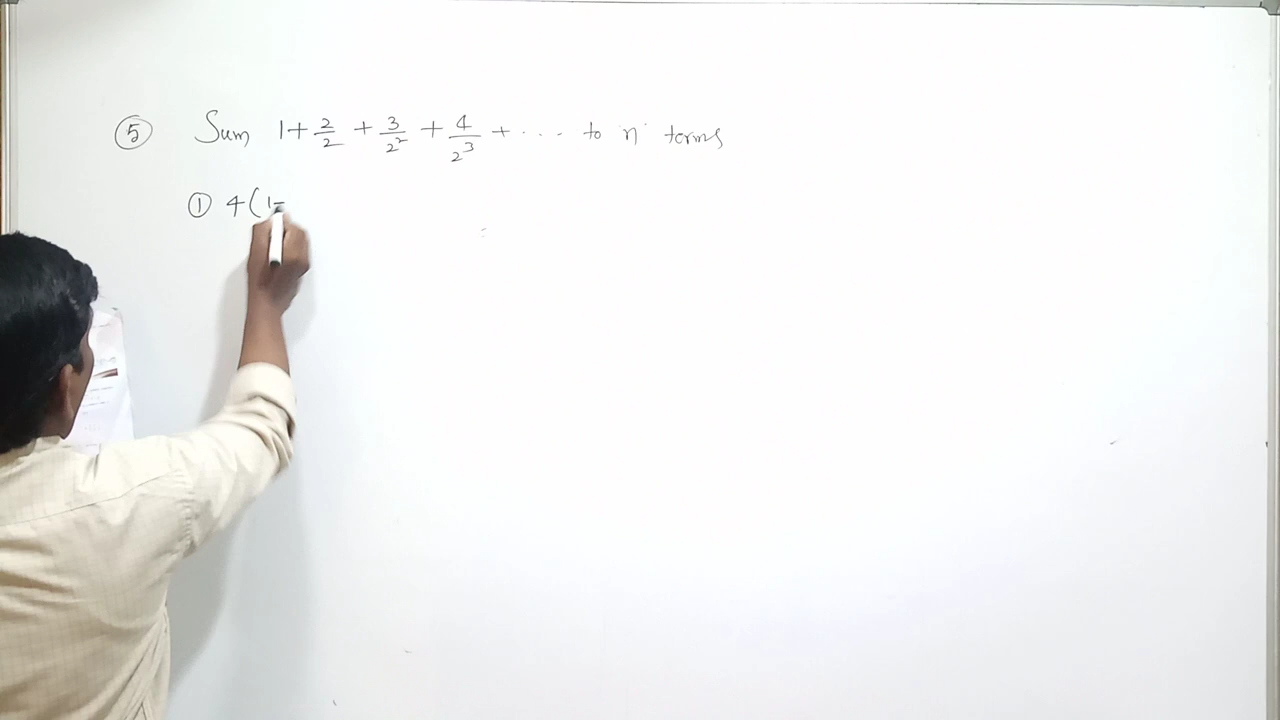 ⑤ Sum 1 + 2/2 + 3/2² + 4/2³ + ... to n terms
① 4(1-